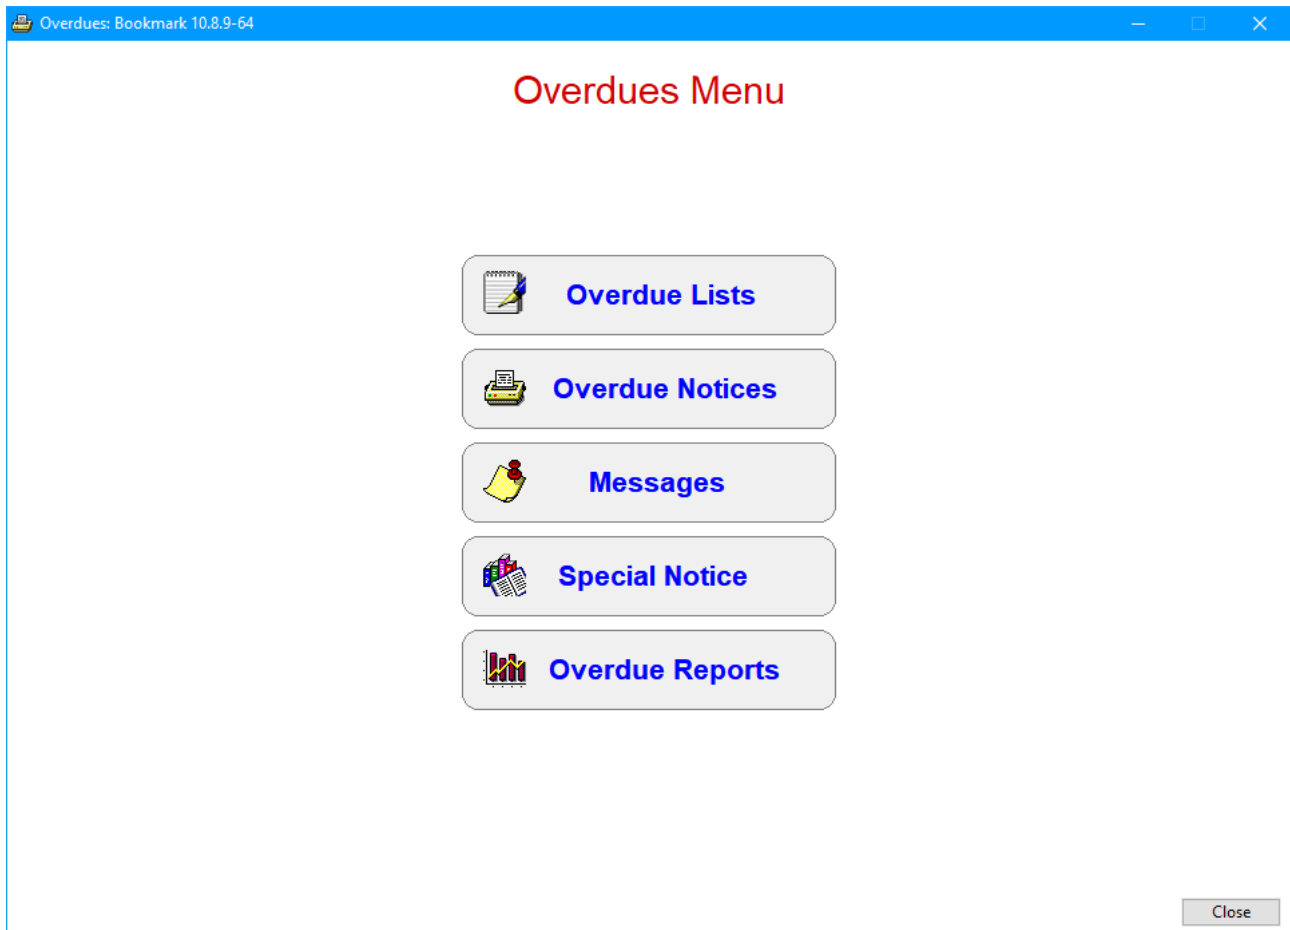 Overdues: Bookmark 10.8.9-64
Overdues Menu
Overdue Lists
Overdue Notices
Messages
Special Notice
Overdue Reports
Close